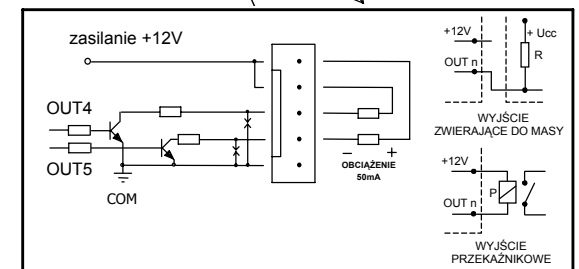 zasilanie +12V
OUT4
OUT5
COM
− +
OBCIĄŻENIE
50mA
+12V
+ Ucc
R
OUT n
WYJŚCIE
ZWIERAJĄCE DO MASY
+12V
P
OUT n
WYJŚCIE
PRZEKAŹNIKOWE